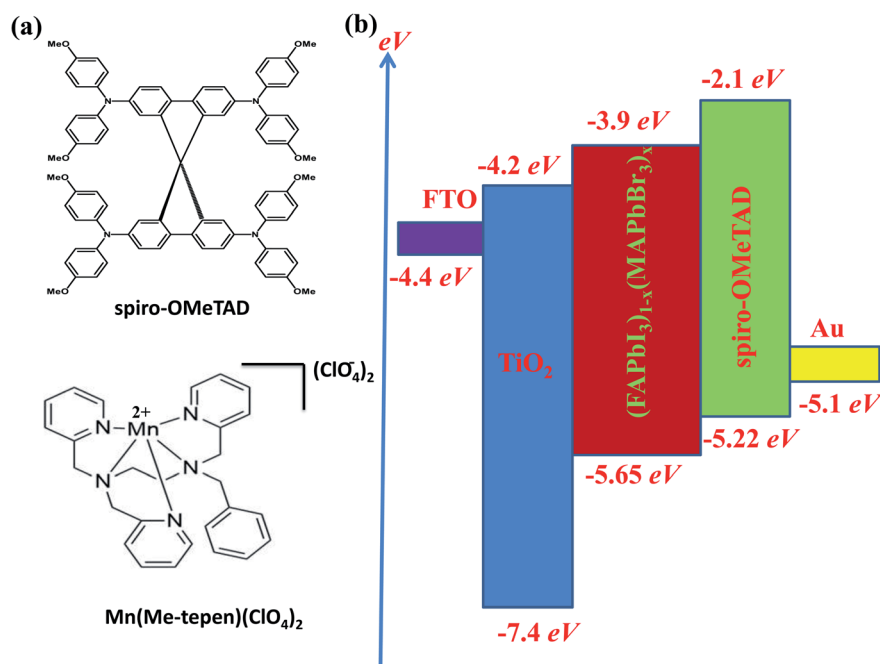 (a)
MeO
OMe
MeO
OMe
N
N
MeO
OMe
MeO
OMe
N
N
MeO
OMe
spiro-OMeTAD
(ClO₄⁻)₂
2+
N
Mn
N
N
N
N
Mn(Me-tepen)(ClO₄)₂
(b)
eV
-2.1 eV
-3.9 eV
-4.2 eV
FTO
-4.4 eV
TiO₂
(FAPbI₃)₁₋ₓ(MAPbBr₃)ₓ
spiro-OMeTAD
Au
-5.1 eV
-5.22 eV
-5.65 eV
-7.4 eV